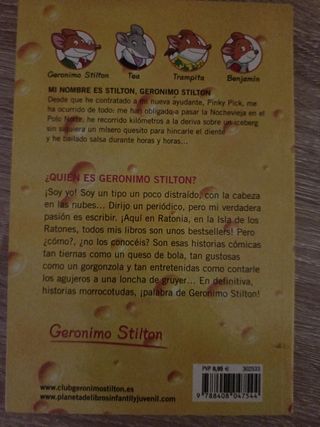 Geronimo Stilton Tea Trampita Benjamín
MI NOMBRE ES STILTON, GERONIMO STILTON
Desde que he contratado a mi nueva ayudante, Pinky Pick, me
ha ocurrido de todo: me han obligado a pasar la Nochevieja en el
Polo Norte, he recorrido kilómetros a la deriva sobre un iceberg
sin siquiera un mísero quesito para hincarle el diente
y he bailado salsa durante horas y horas...
¿QUIÉN ES GERONIMO STILTON?
¡Soy yo! Soy un tipo un poco distraído, con la cabeza
en las nubes... Dirijo un periódico, pero mi verdadera
pasión es escribir. ¡Aquí en Ratonia, en la Isla de los
Ratones, todos mis libros son unos bestsellers! Pero
¿cómo?, ¿no los conocéis? Son esas historias cómicas
tan tiernas como un queso de bola, tan gustosas
como un gorgonzola y tan entretenidas como contarle
los agujeros a una loncha de gruyer... En definitiva,
historias morrocotudas, ¡palabra de Geronimo Stilton!
Geronimo Stilton
PVP 8,95 € 302533
9 788408 047544
www.clubgeronimostilton.es
www.planetadelibrosinfantilyjuvenil.com